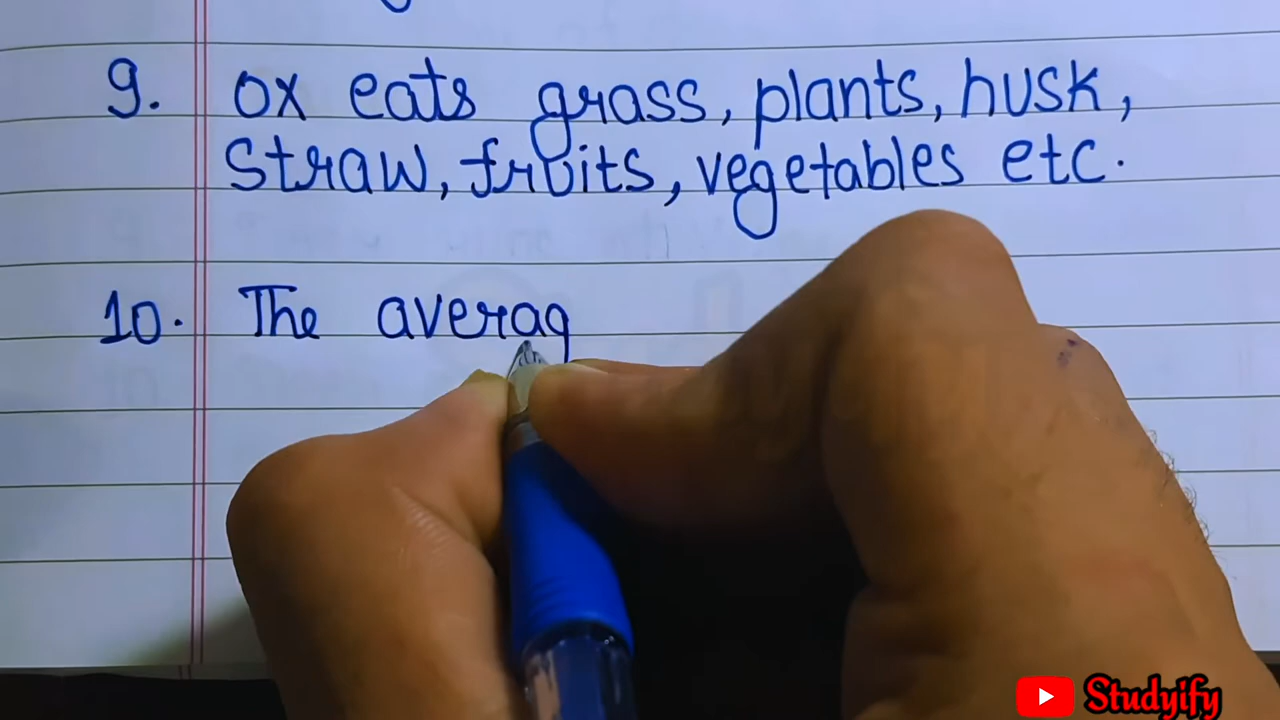 9. ox eats grass, plants, husk,
straw, fruits, vegetables etc.
10. The averag
Studyify